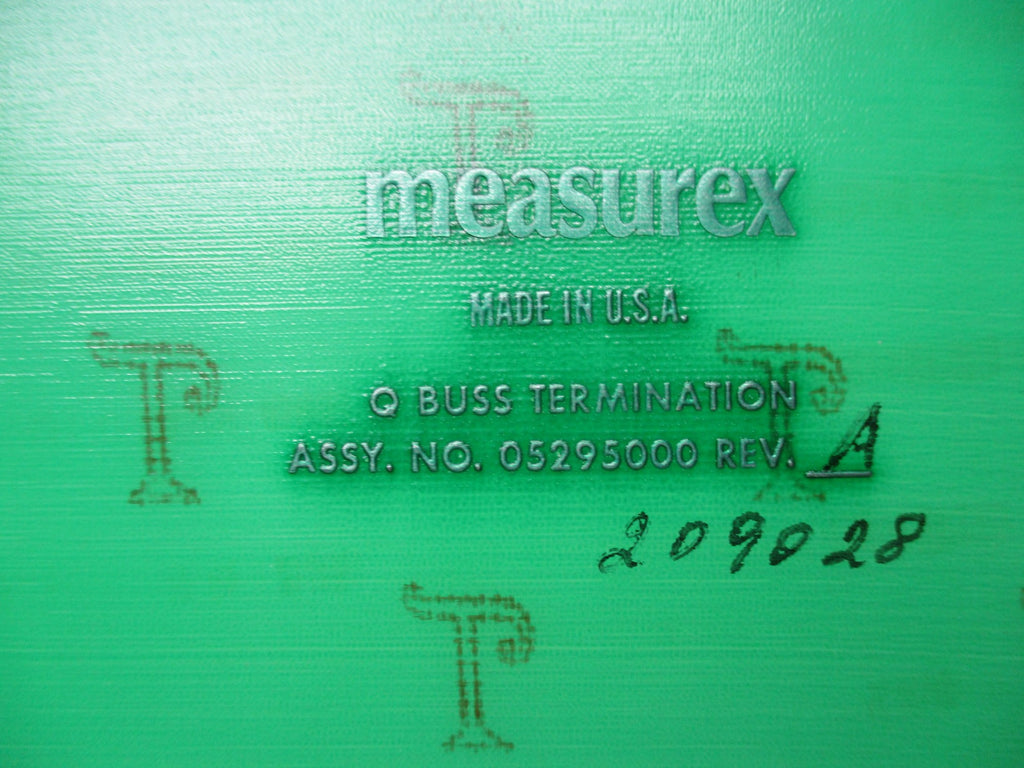 measurex
MADE IN U.S.A.
Q BUSS TERMINATION
ASSY. NO. 05295000 REV. A
209028